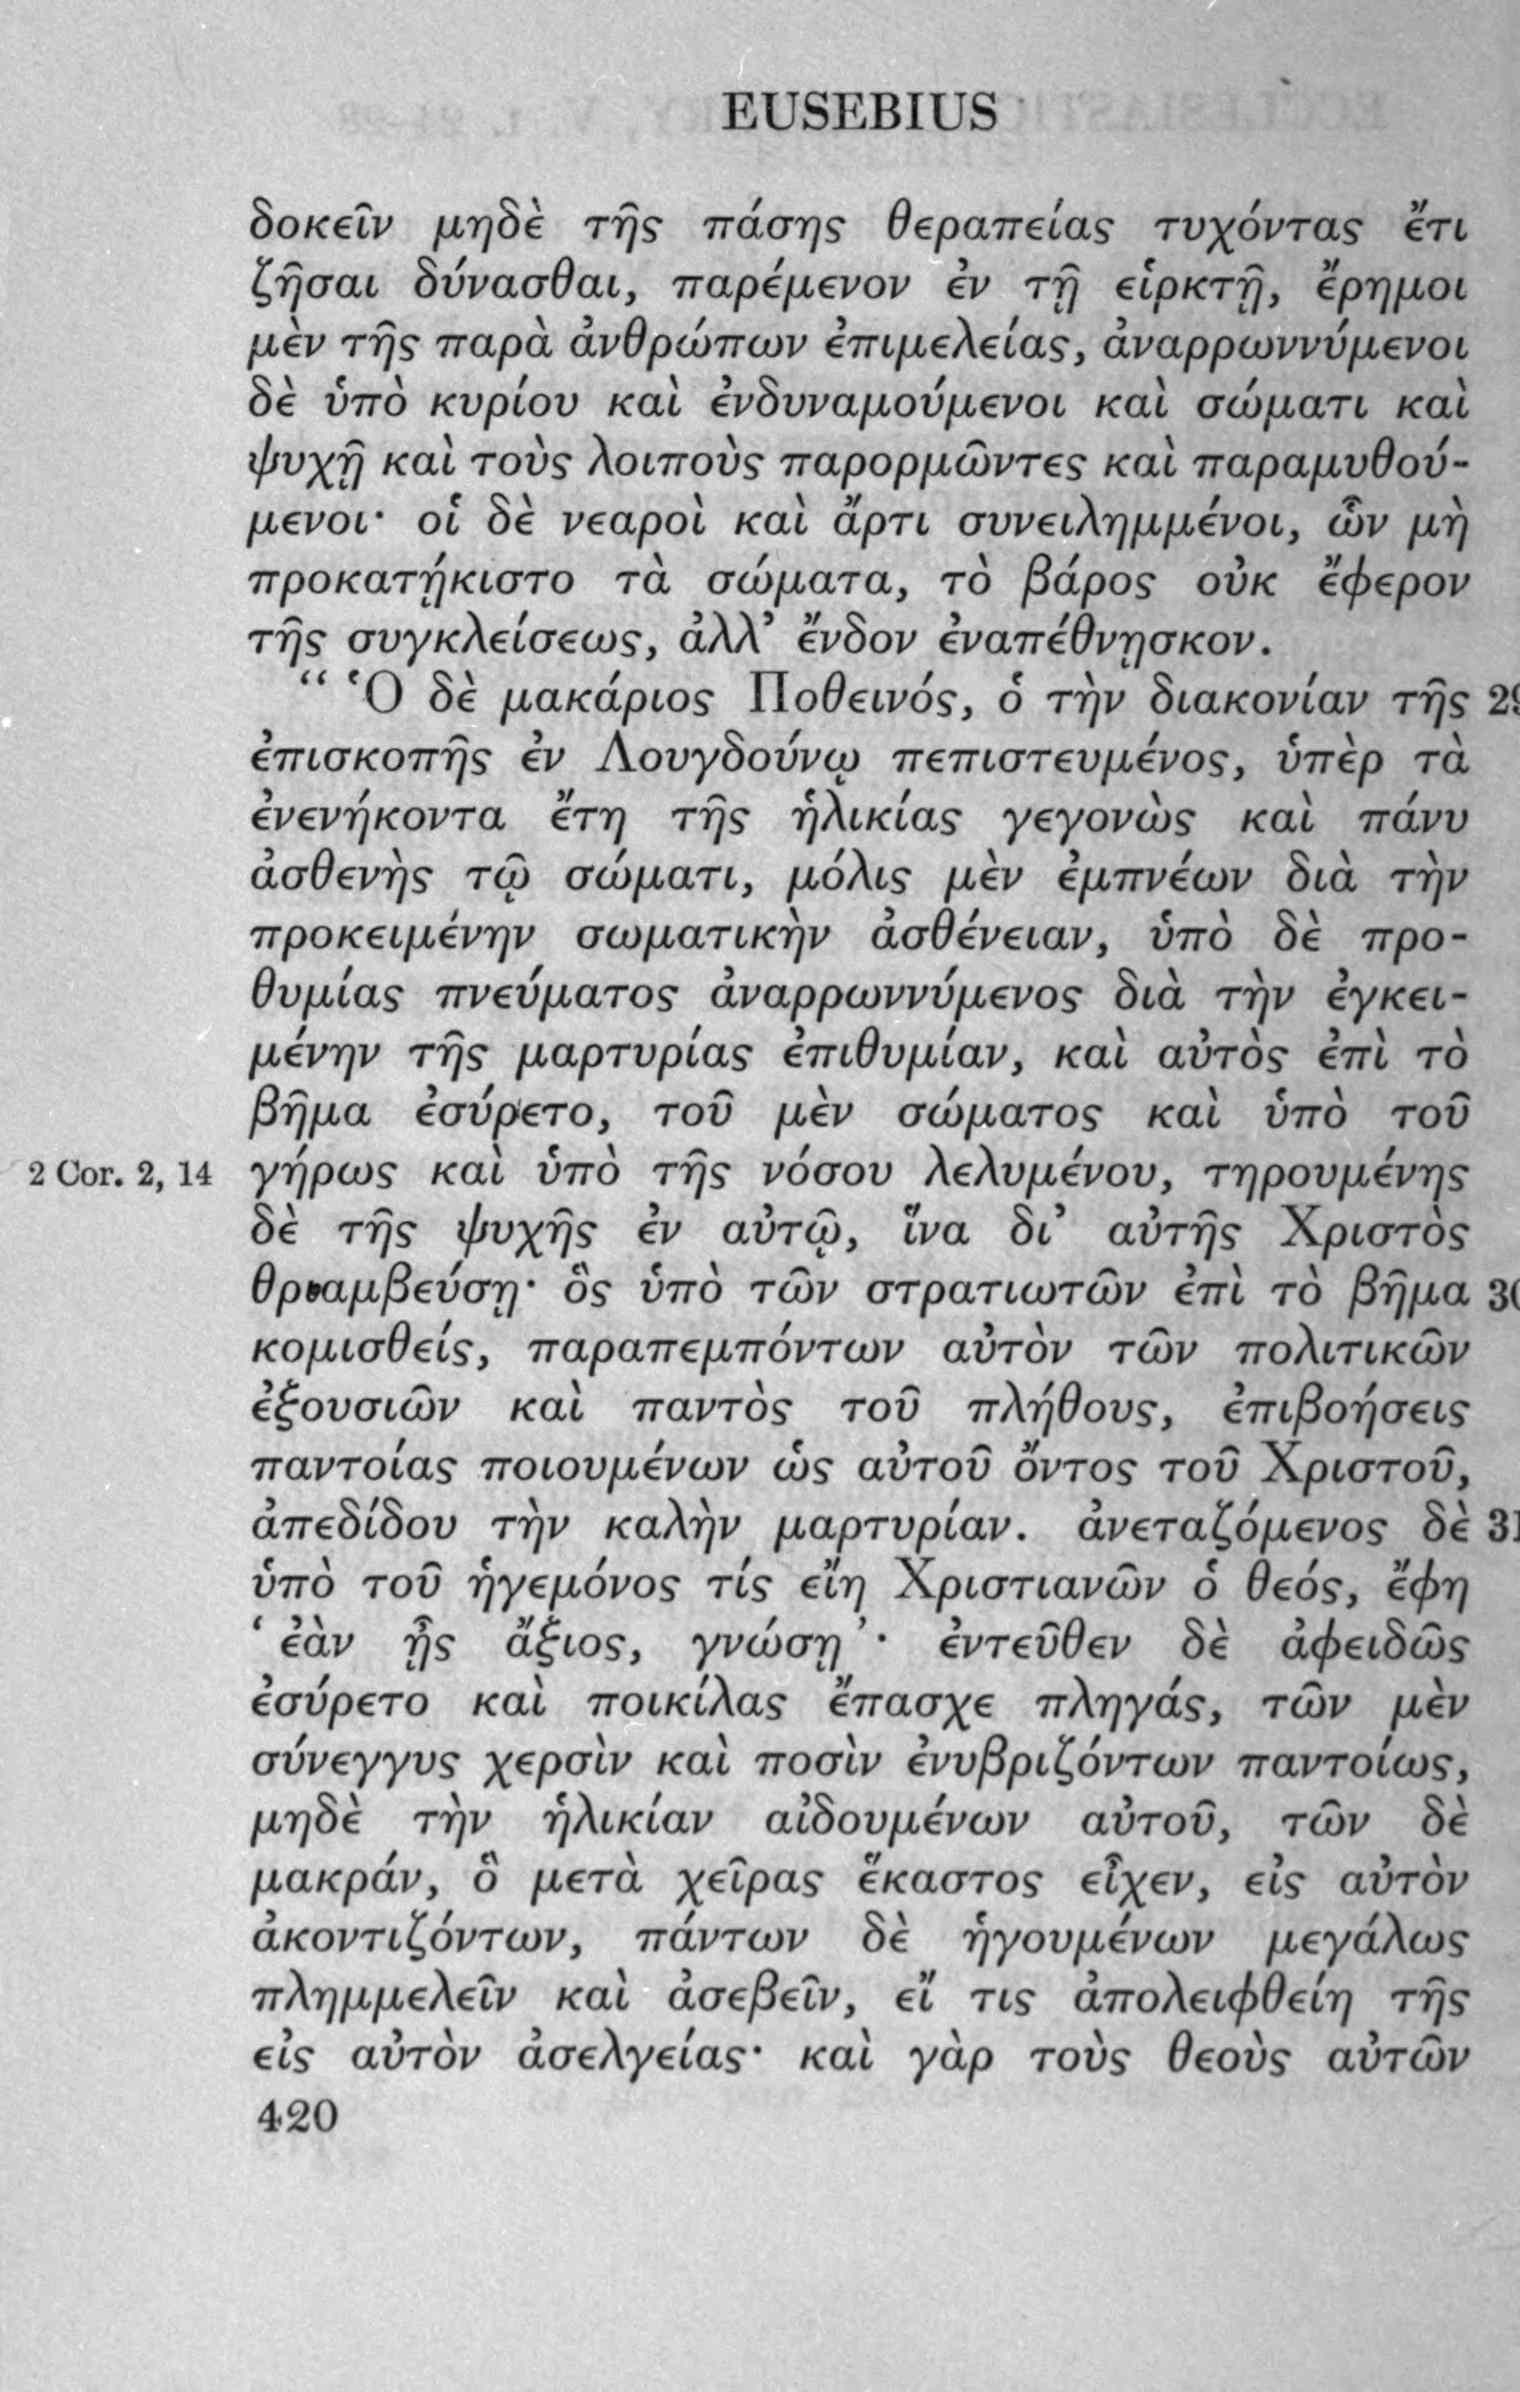 EUSEBIUS
δοκεῖν μηδὲ τῆς πάσης θεραπείας τυχόντας ἔτι
ζῆσαι δύνασθαι, παρέμενον ἐν τῇ εἱρκτῇ, ἔρημοι
μὲν τῆς παρὰ ἀνθρώπων ἐπιμελείας, ἀναρρωννύμενοι
δὲ ὑπὸ κυρίου καὶ ἐνδυναμούμενοι καὶ σώματι καὶ
ψυχῇ καὶ τοὺς λοιποὺς παρορμῶντες καὶ παραμυθού-
μενοι· οἱ δὲ νεαροὶ καὶ ἄρτι συνειλημμένοι, ὧν μὴ
προκατῄκιστο τὰ σώματα, τὸ βάρος οὐκ ἔφερον
τῆς συγκλείσεως, ἀλλ’ ἔνδον ἐναπέθνῃσκον.
“ Ὁ δὲ μακάριος Ποθεινός, ὁ τὴν διακονίαν τῆς 29
ἐπισκοπῆς ἐν Λουγδούνῳ πεπιστευμένος, ὑπὲρ τὰ
ἐνενήκοντα ἔτη τῆς ἡλικίας γεγονὼς καὶ πάνυ
ἀσθενὴς τῷ σώματι, μόλις μὲν ἐμπνέων διὰ τὴν
προκειμένην σωματικὴν ἀσθένειαν, ὑπὸ δὲ προ-
θυμίας πνεύματος ἀναρρωννύμενος διὰ τὴν ἐγκει-
μένην τῆς μαρτυρίας ἐπιθυμίαν, καὶ αὐτὸς ἐπὶ τὸ
βῆμα ἐσύρετο, τοῦ μὲν σώματος καὶ ὑπὸ τοῦ
2 Cor. 2, 14 γήρως καὶ ὑπὸ τῆς νόσου λελυμένου, τηρουμένης
δὲ τῆς ψυχῆς ἐν αὐτῷ, ἵνα δι’ αὐτῆς Χριστὸς
θριαμβεύσῃ· ὃς ὑπὸ τῶν στρατιωτῶν ἐπὶ τὸ βῆμα 30
κομισθείς, παραπεμπόντων αὐτὸν τῶν πολιτικῶν
ἐξουσιῶν καὶ παντὸς τοῦ πλήθους, ἐπιβοήσεις
παντοίας ποιουμένων ὡς αὐτοῦ ὄντος τοῦ Χριστοῦ,
ἀπεδίδου τὴν καλὴν μαρτυρίαν. ἀνεταζόμενος δὲ 31
ὑπὸ τοῦ ἡγεμόνος τίς εἴη Χριστιανῶν ὁ θεός, ἔφη
‘ ἐὰν ᾖς ἄξιος, γνώσῃ ’· ἐντεῦθεν δὲ ἀφειδῶς
ἐσύρετο καὶ ποικίλας ἔπασχε πληγάς, τῶν μὲν
σύνεγγυς χερσὶν καὶ ποσὶν ἐνυβριζόντων παντοίως,
μηδὲ τὴν ἡλικίαν αἰδουμένων αὐτοῦ, τῶν δὲ
μακράν, ὃ μετὰ χεῖρας ἕκαστος εἶχεν, εἰς αὐτὸν
ἀκοντιζόντων, πάντων δὲ ἡγουμένων μεγάλως
πλημμελεῖν καὶ ἀσεβεῖν, εἴ τις ἀπολειφθείη τῆς
εἰς αὐτὸν ἀσελγείας· καὶ γὰρ τοὺς θεοὺς αὐτῶν
420